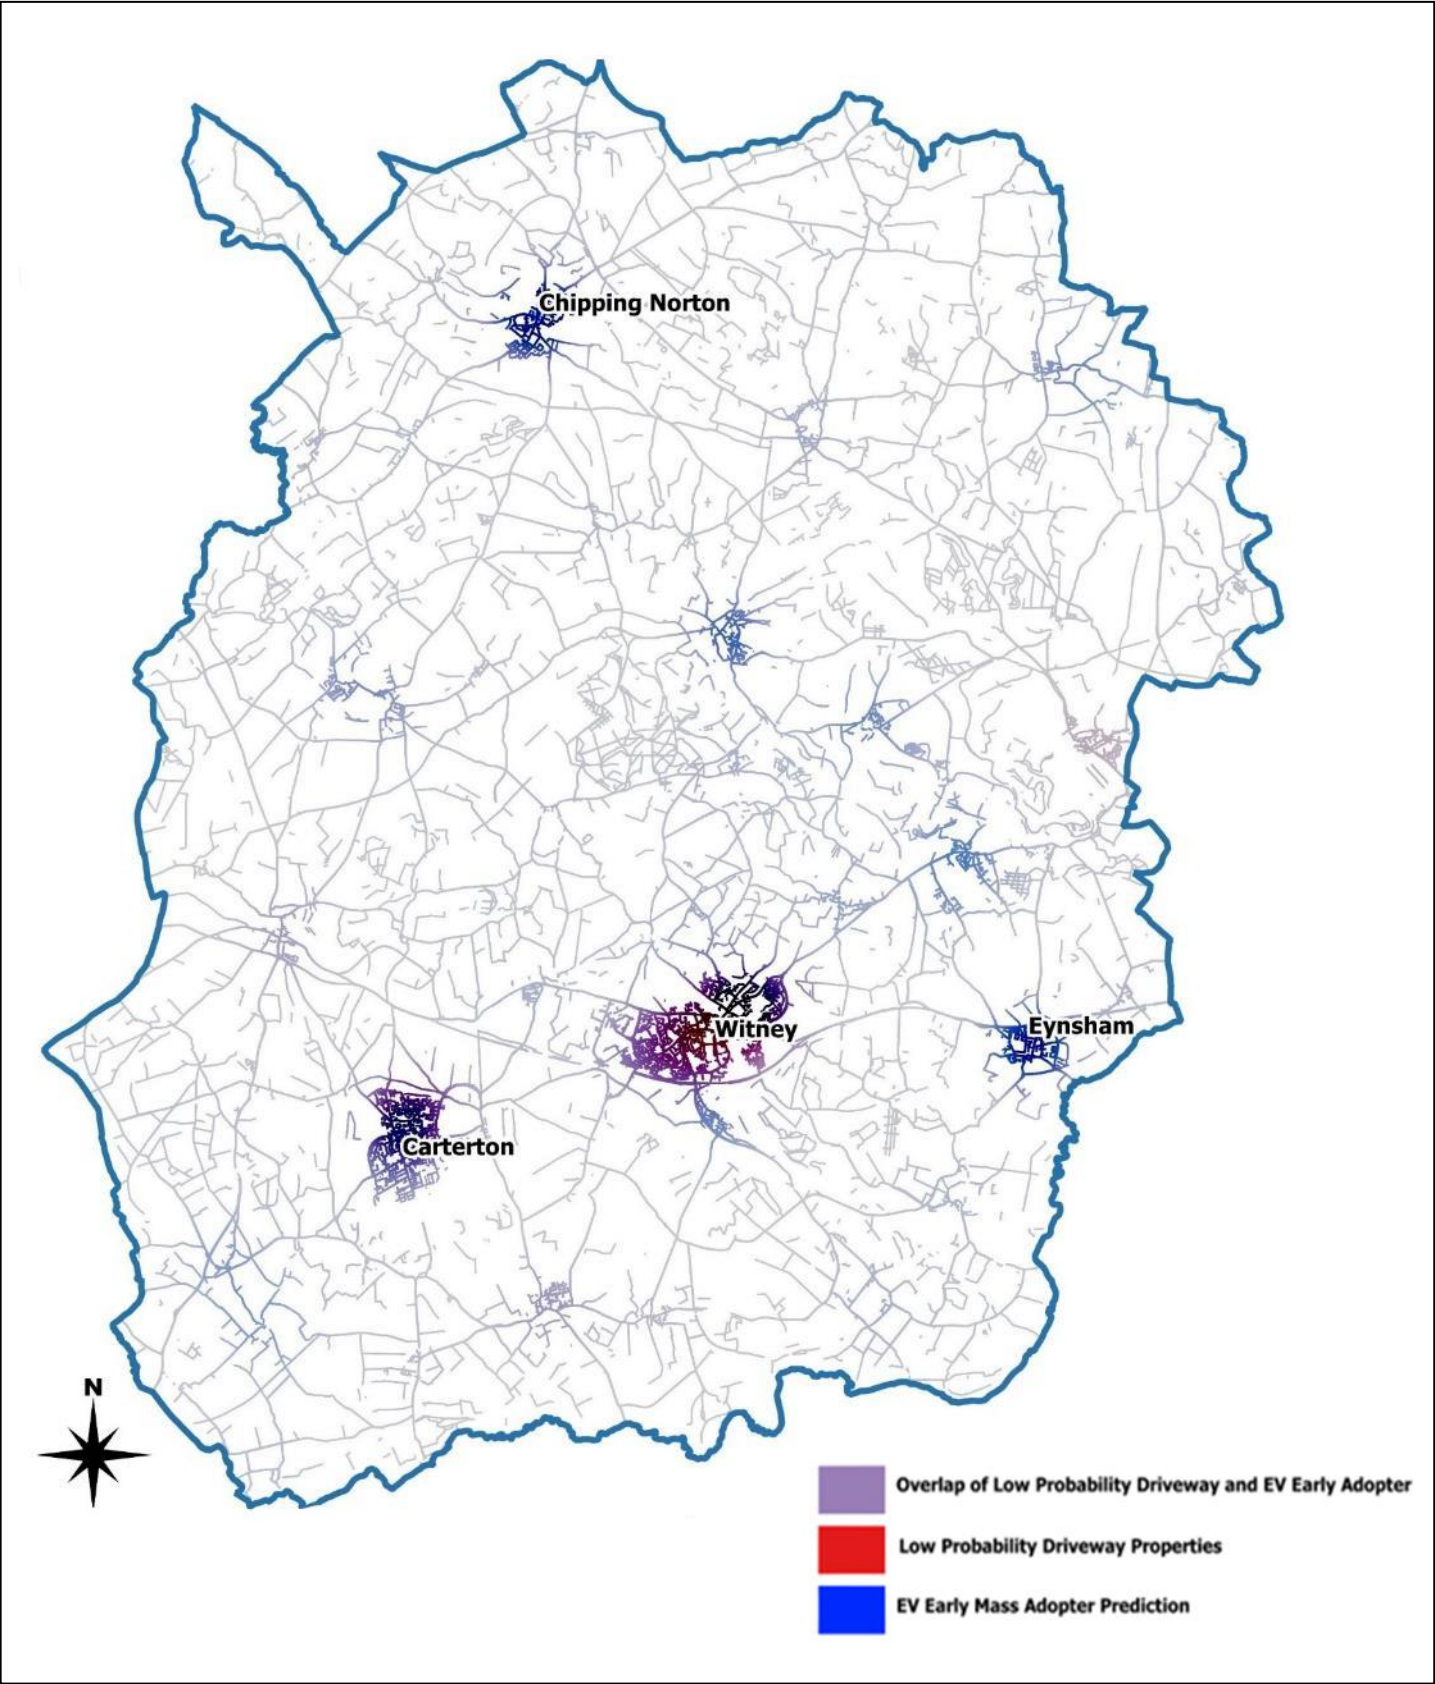 Chipping Norton
Witney
Eynsham
Carterton
N
Overlap of Low Probability Driveway and EV Early Adopter
Low Probability Driveway Properties
EV Early Mass Adopter Prediction